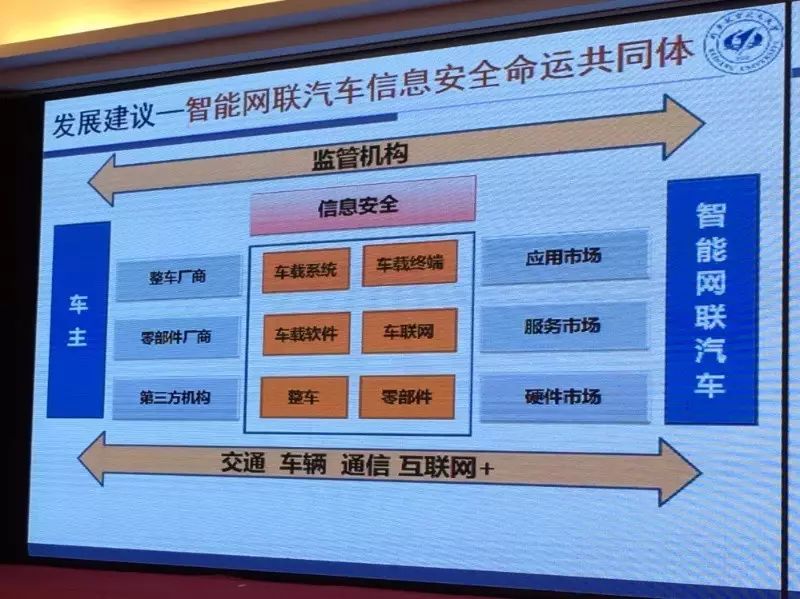 发展建议—智能网联汽车信息安全命运共同体
监管机构
信息安全
车主
整车厂商
零部件厂商
第三方机构
车载系统 车载终端
车载软件 车联网
整车 零部件
应用市场
服务市场
硬件市场
智能网联汽车
交通 车辆 通信 互联网+